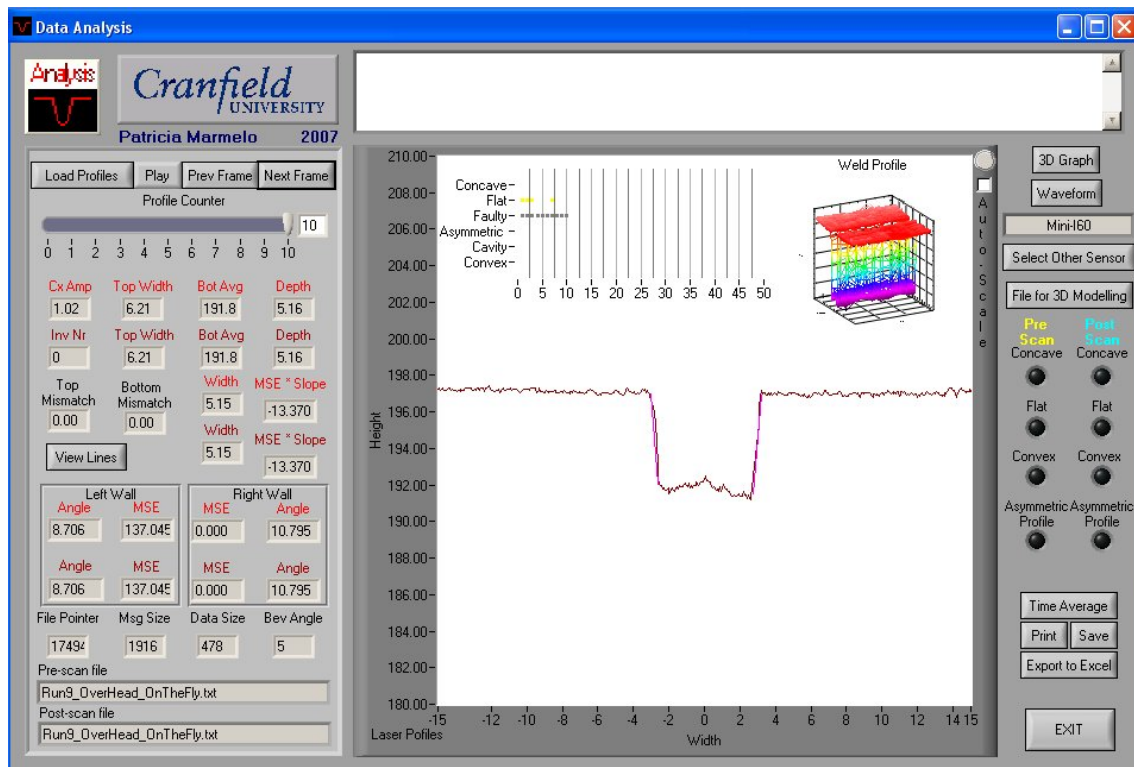 Data Analysis
Analysis
Cranfield
UNIVERSITY
Patricia Marmelo 2007
Load Profiles Play Prev Frame Next Frame
Profile Counter
10
0 1 2 3 4 5 6 7 8 9 10
Cx Amp Top Width Bot Avg Depth
1.02 6.21 191.8 5.16
Inv Nr Top Width Bot Avg Depth
0 6.21 191.8 5.16
Top Mismatch Bottom Mismatch Width MSE * Slope
0.00 0.00 5.15 -13.370
Width MSE * Slope
View Lines 5.15 -13.370
Left Wall Right Wall
Angle MSE MSE Angle
8.706 137.045 0.000 10.795
Angle MSE MSE Angle
8.706 137.045 0.000 10.795
File Pointer Msg Size Data Size Bev Angle
17494 1916 478 5
Pre-scan file
Run9_OverHead_OnTheFly.txt
Post-scan file
Run9_OverHead_OnTheFly.txt
210.00
208.00
206.00
204.00
202.00
200.00
198.00
196.00
194.00
192.00
190.00
188.00
186.00
184.00
182.00
180.00
Height
-15 -12 -10 -8 -6 -4 -2 0 2 4 6 8 10 12 14 15
Width
Laser Pofiles
Concave
Flat
Faulty
Asymmetric
Cavity
Convex
0 5 10 15 20 25 30 35 40 45 50
Weld Profile
Auto-Scale
3D Graph
Waveform
Mini-I60
Select Other Sensor
File for 3D Modelling
Pre Scan Post Scan
Concave Concave
Flat Flat
Convex Convex
Asymmetric Profile Asymmetric Profile
Time Average
Print Save
Export to Excel
EXIT